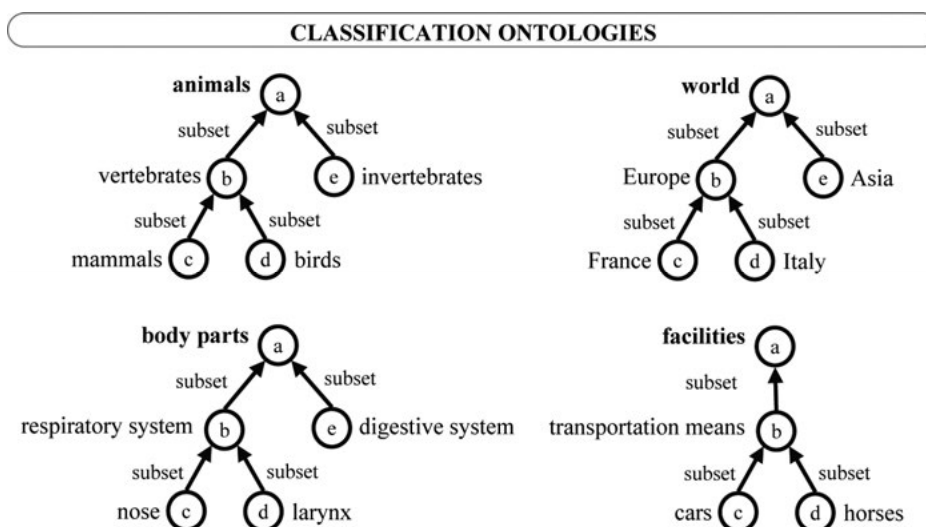 CLASSIFICATION ONTOLOGIES
animals
a
subset
subset
vertebrates
b
e
invertebrates
subset
subset
mammals
c
d
birds
world
a
subset
subset
Europe
b
e
Asia
subset
subset
France
c
d
Italy
body parts
a
subset
subset
respiratory system
b
e
digestive system
subset
subset
nose
c
d
larynx
facilities
a
subset
transportation means
b
subset
subset
cars
c
d
horses